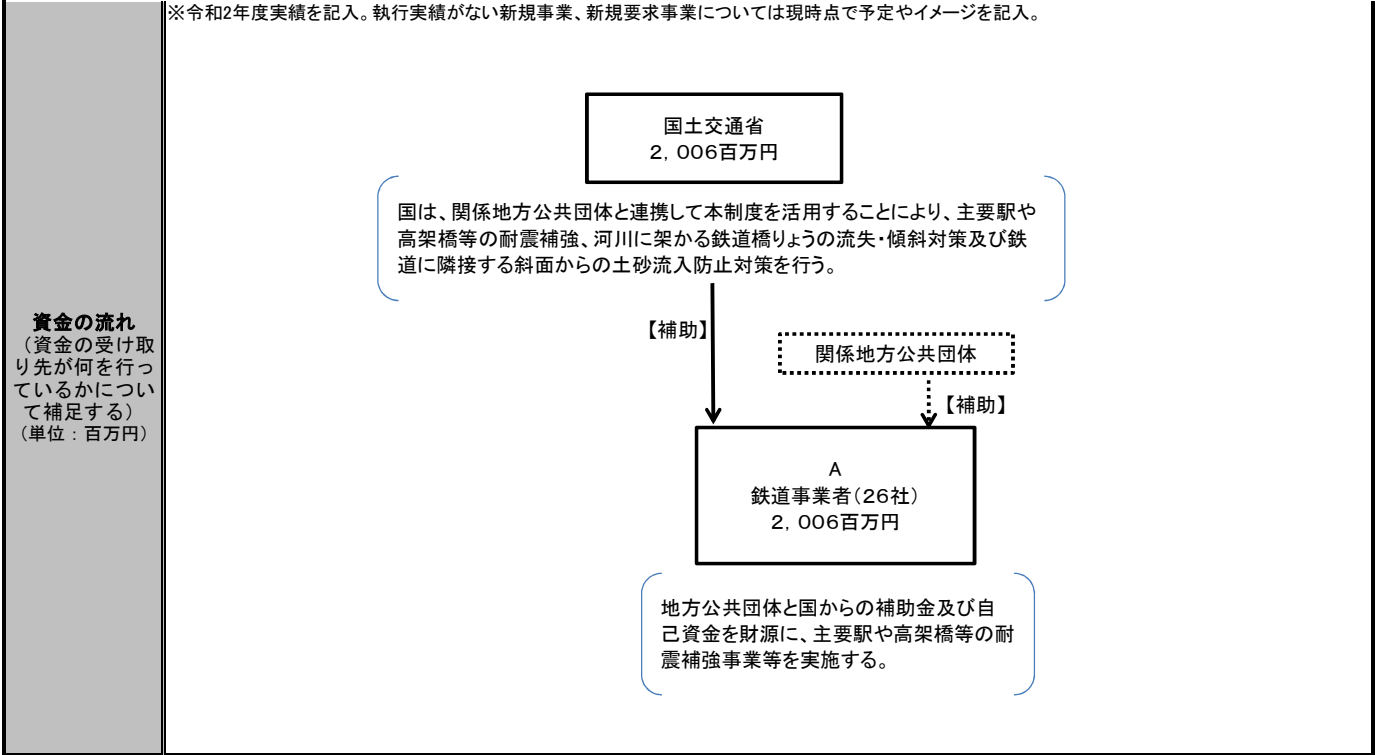 ※令和2年度実績を記入。執行実績がない新規事業、新規要求事業については現時点で予定やイメージを記入。
国土交通省
2，006百万円
国は、関係地方公共団体と連携して本制度を活用することにより、主要駅や
高架橋等の耐震補強、河川に架かる鉄道橋りょうの流失・傾斜対策及び鉄
道に隣接する斜面からの土砂流入防止対策を行う。
資金の流れ
（資金の受け取
り先が何を行っ
ているかについ
て補足する）
（単位：百万円）
【補助】
関係地方公共団体
【補助】
A
鉄道事業者（26社）
2，006百万円
地方公共団体と国からの補助金及び自
己資金を財源に、主要駅や高架橋等の耐
震補強事業等を実施する。